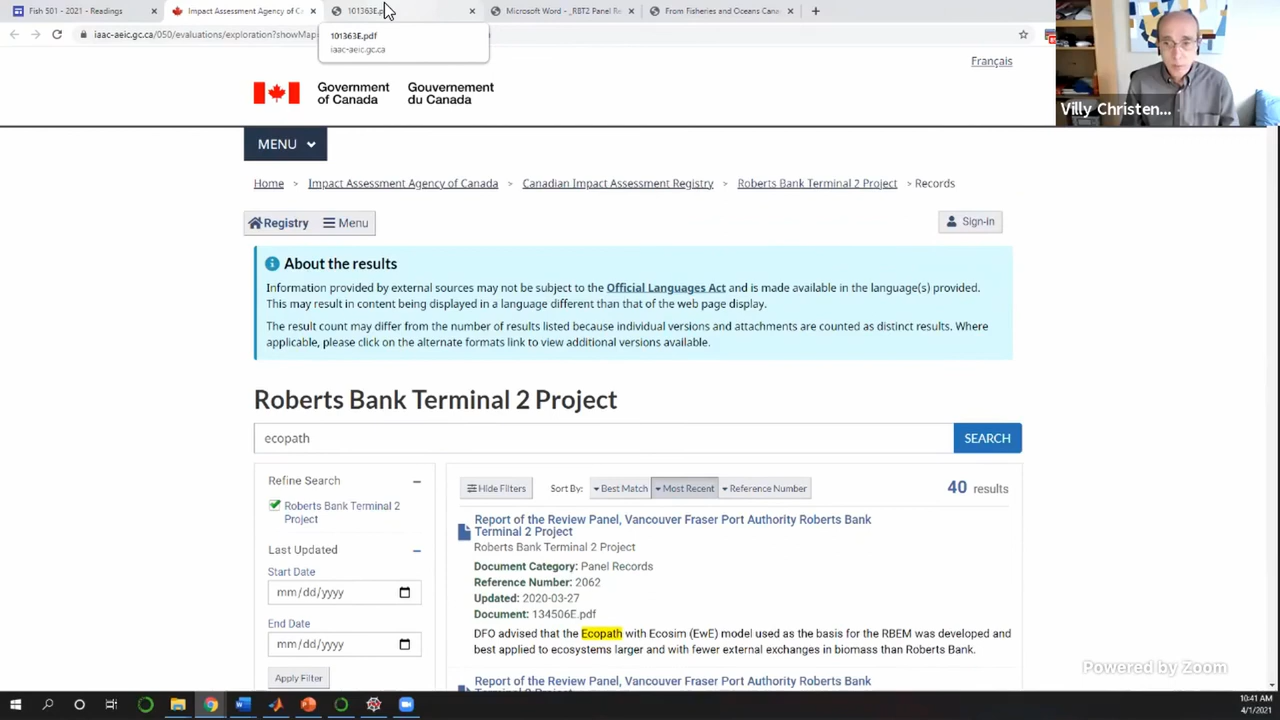 Fish 501 - 2021 - Readings
Impact Assessment Agency of C
101363E.pdf
Microsoft Word - _RBT2 Panel Re
From Fisheries and Oceans Cana
iaac-aeic.gc.ca/050/evaluations/exploration?showMap
101363E.pdf
iaac-aeic.gc.ca
Français
Government of Canada
Gouvernement du Canada
MENU
Home > Impact Assessment Agency of Canada > Canadian Impact Assessment Registry > Roberts Bank Terminal 2 Project > Records
Registry Menu
Sign-in
About the results
Information provided by external sources may not be subject to the Official Languages Act and is made available in the language(s) provided.
This may result in content being displayed in a language different than that of the web page display.
The result count may differ from the number of results listed because individual versions and attachments are counted as distinct results. Where
applicable, please click on the alternate formats link to view additional versions available.
Roberts Bank Terminal 2 Project
ecopath
SEARCH
Refine Search
Roberts Bank Terminal 2
Project
Last Updated
Start Date
mm/dd/yyyy
End Date
mm/dd/yyyy
Apply Filter
Hide Filters
Sort By:
Best Match
Most Recent
Reference Number
40 results
Report of the Review Panel, Vancouver Fraser Port Authority Roberts Bank
Terminal 2 Project
Roberts Bank Terminal 2 Project
Document Category: Panel Records
Reference Number: 2062
Updated: 2020-03-27
Document: 134506E.pdf
DFO advised that the Ecopath with Ecosim (EwE) model used as the basis for the RBEM was developed and
best applied to ecosystems larger and with fewer external exchanges in biomass than Roberts Bank.
Report of the Review Panel, Vancouver Fraser Port Authority Roberts Bank
Villy Christen...
Powered by Zoom
10:41 AM
4/1/2021